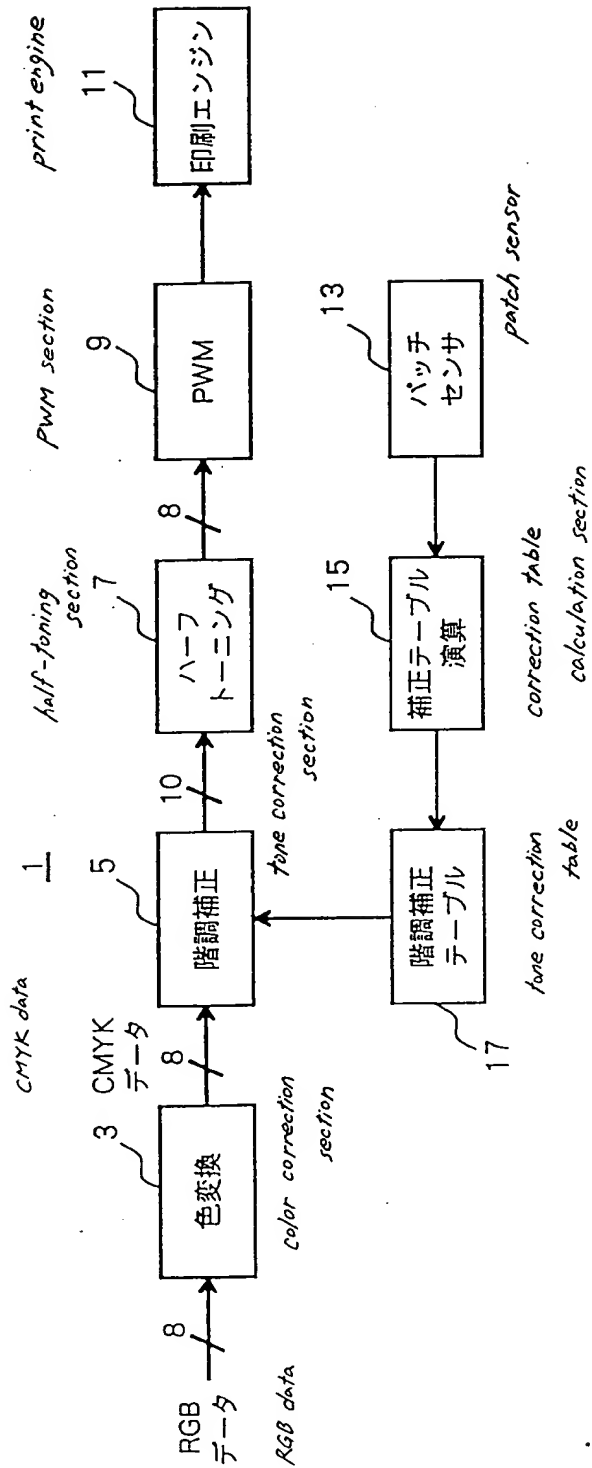 1
CMYK data
half-toning
section
PWM section
print engine
3
5
7
9
11
RGB
データ
8
色変換
CMYK
データ
8
階調補正
10
ハーフ
トーニング
8
PWM
印刷エンジン
RGB data
color correction
section
tone correction
section
17
15
13
階調補正
テーブル
補正テーブル
演算
パッチ
センサ
tone correction
table
correction table
calculation section
patch sensor